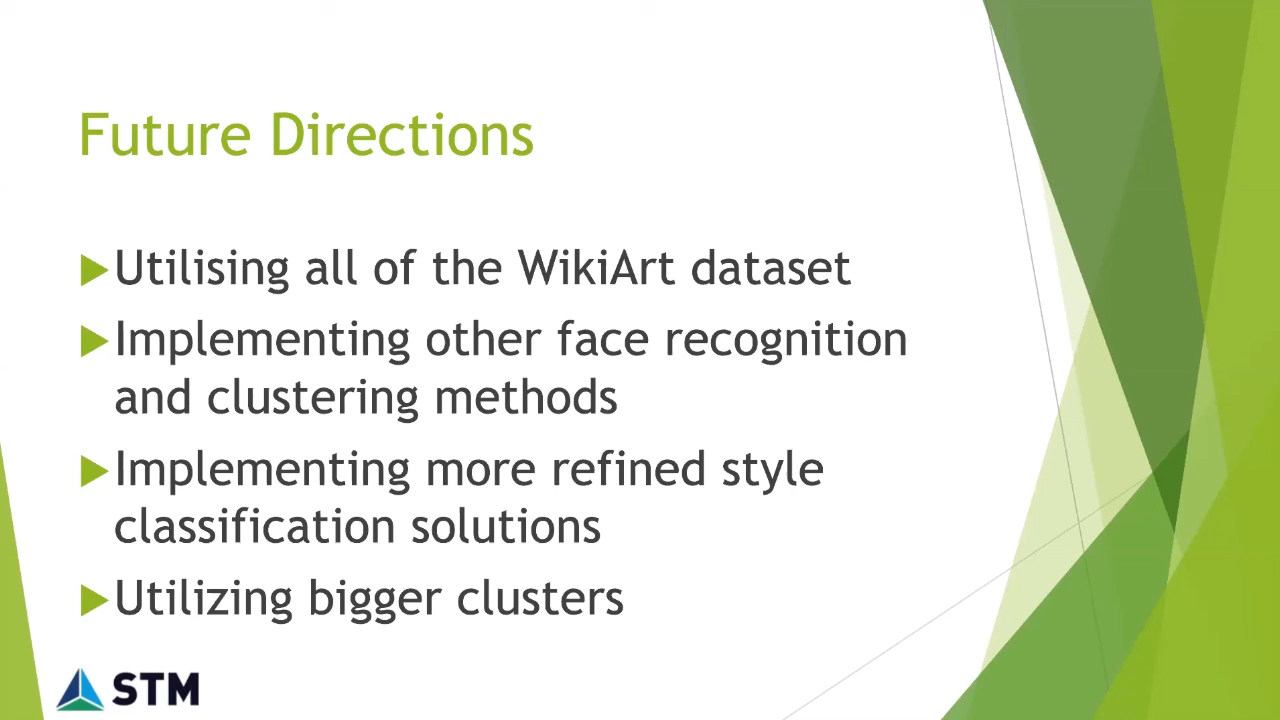 Future Directions
Utilising all of the WikiArt dataset
Implementing other face recognition
and clustering methods
Implementing more refined style
classification solutions
Utilizing bigger clusters
STM